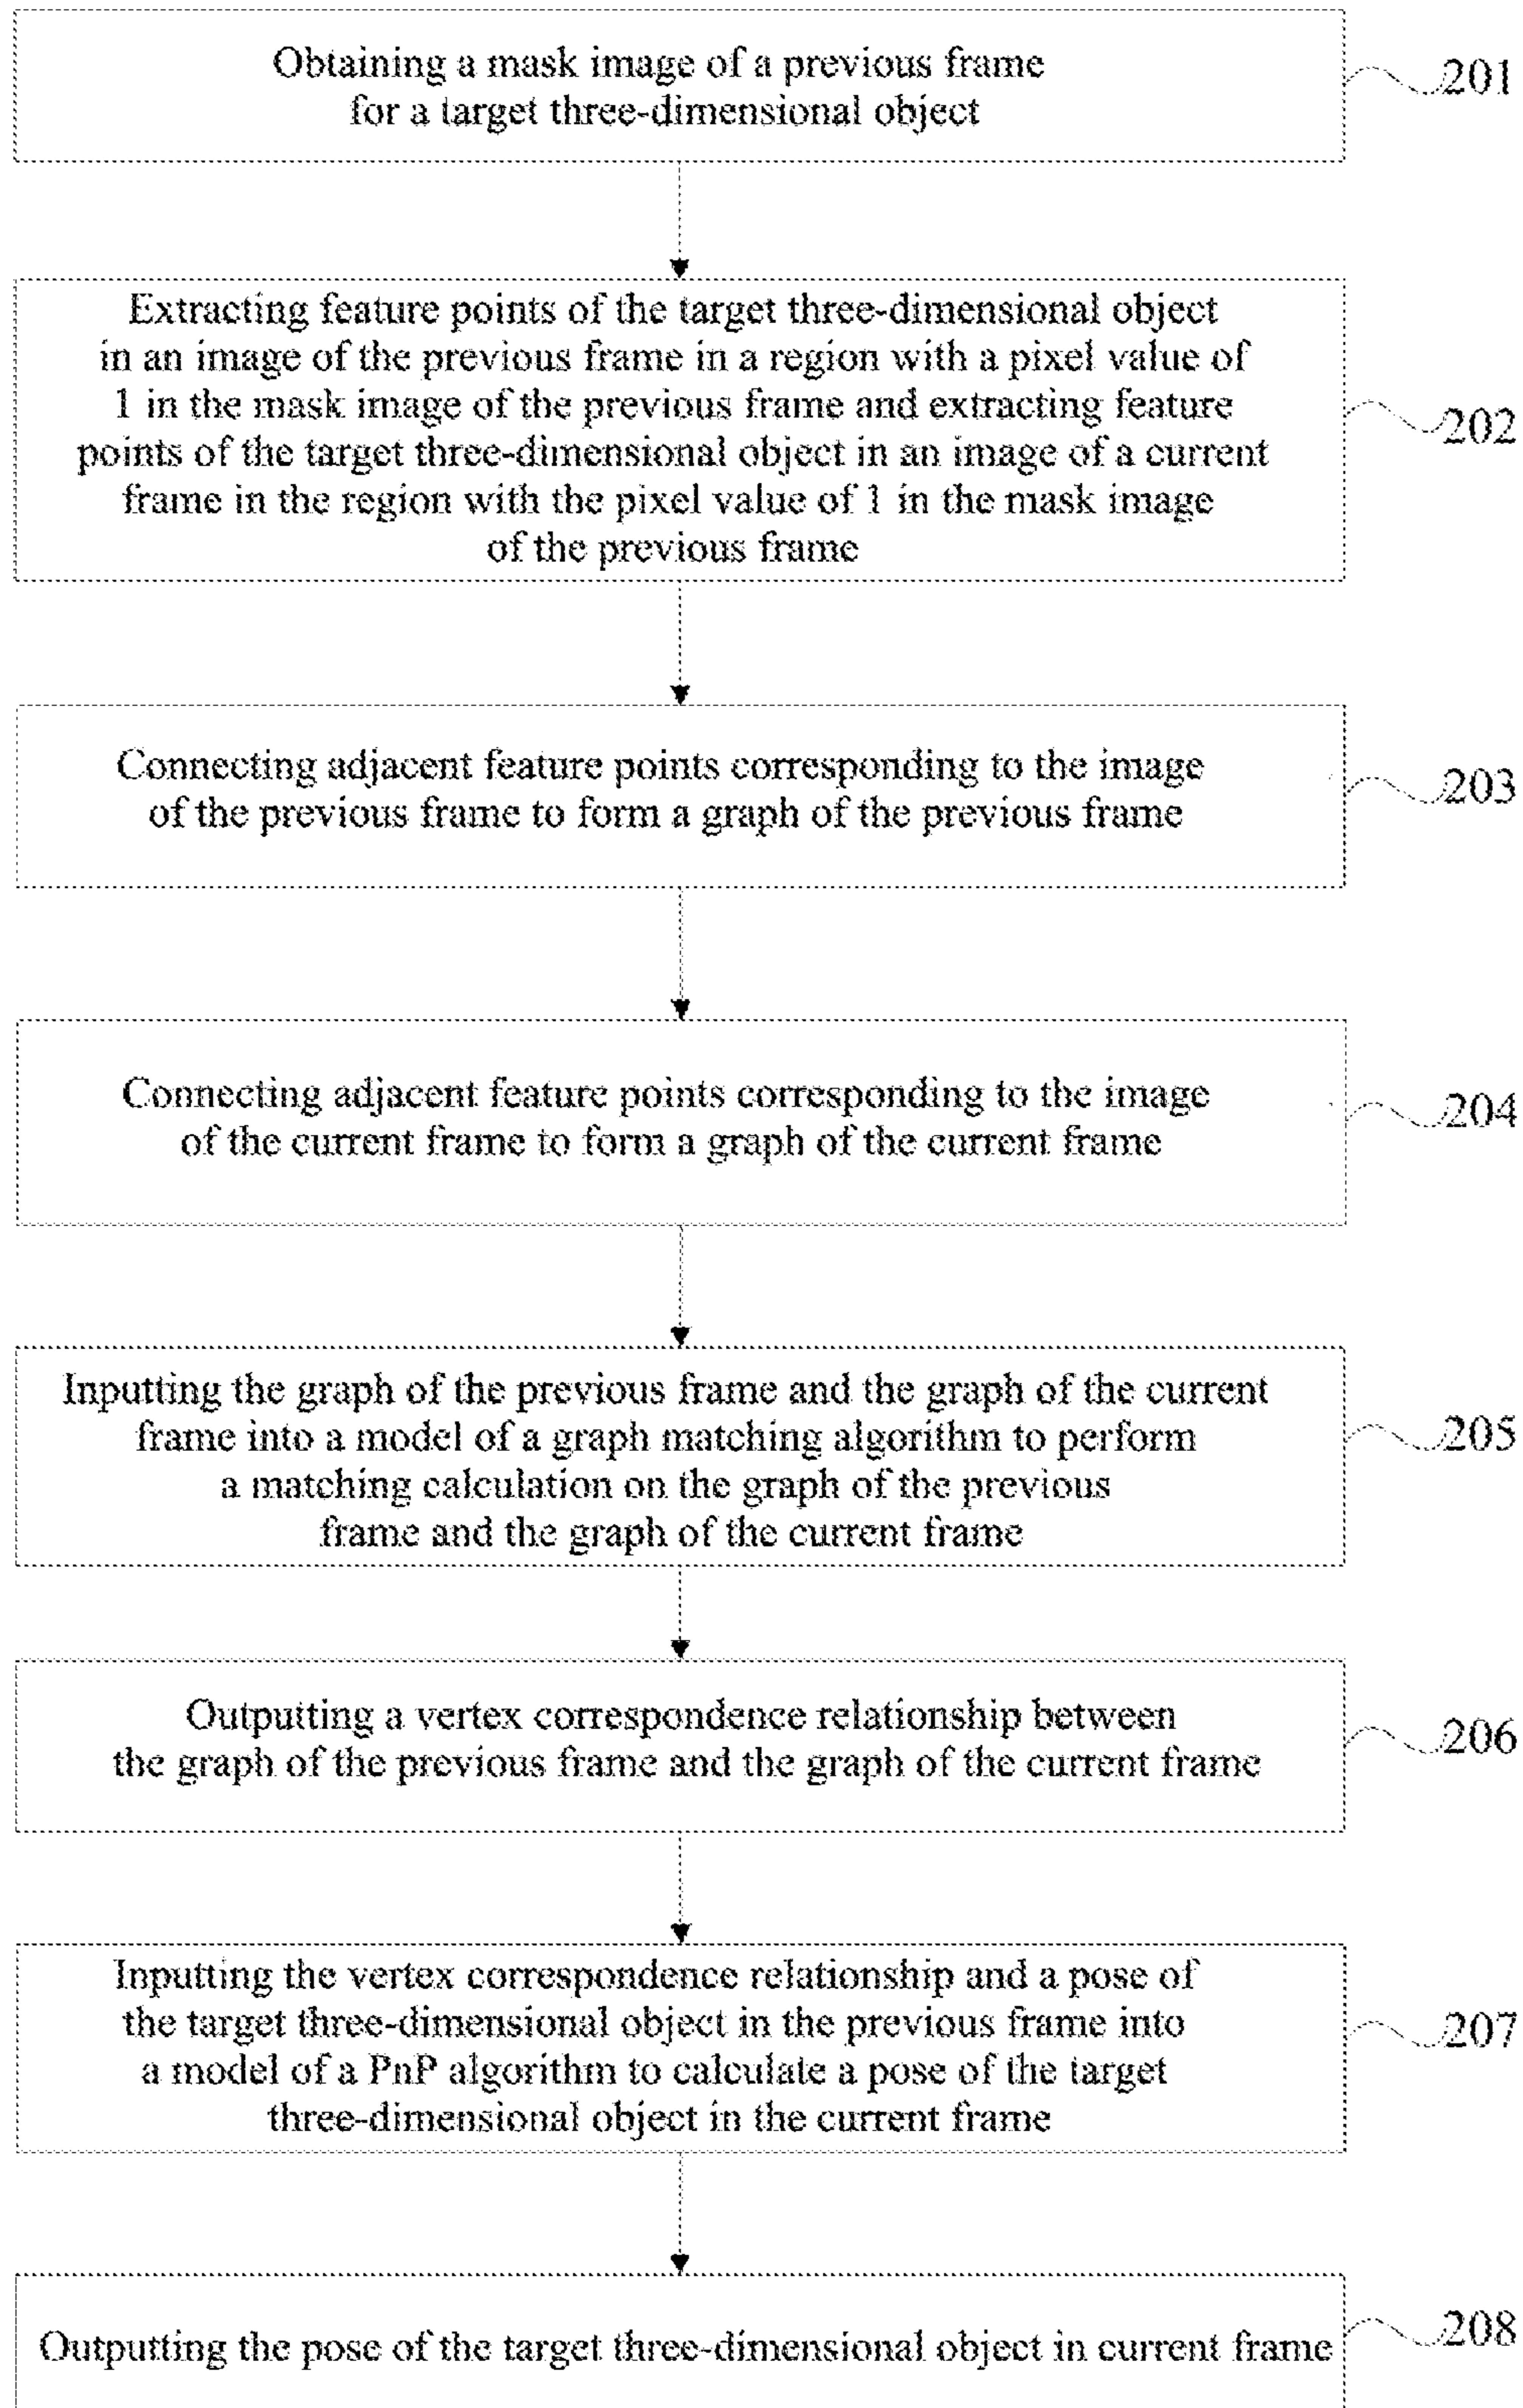 Obtaining a mask image of a previous frame
for a target three-dimensional object
201
Extracting feature points of the target three-dimensional object
in an image of the previous frame in a region with a pixel value of
1 in the mask image of the previous frame and extracting feature
points of the target three-dimensional object in an image of a current
frame in the region with the pixel value of 1 in the mask image
of the previous frame
202
Connecting adjacent feature points corresponding to the image
of the previous frame to form a graph of the previous frame
203
Connecting adjacent feature points corresponding to the image
of the current frame to form a graph of the current frame
204
Inputting the graph of the previous frame and the graph of the current
frame into a model of a graph matching algorithm to perform
a matching calculation on the graph of the previous
frame and the graph of the current frame
205
Outputting a vertex correspondence relationship between
the graph of the previous frame and the graph of the current frame
206
Inputting the vertex correspondence relationship and a pose of
the target three-dimensional object in the previous frame into
a model of a PnP algorithm to calculate a pose of the target
three-dimensional object in the current frame
207
Outputting the pose of the target three-dimensional object in current frame
208